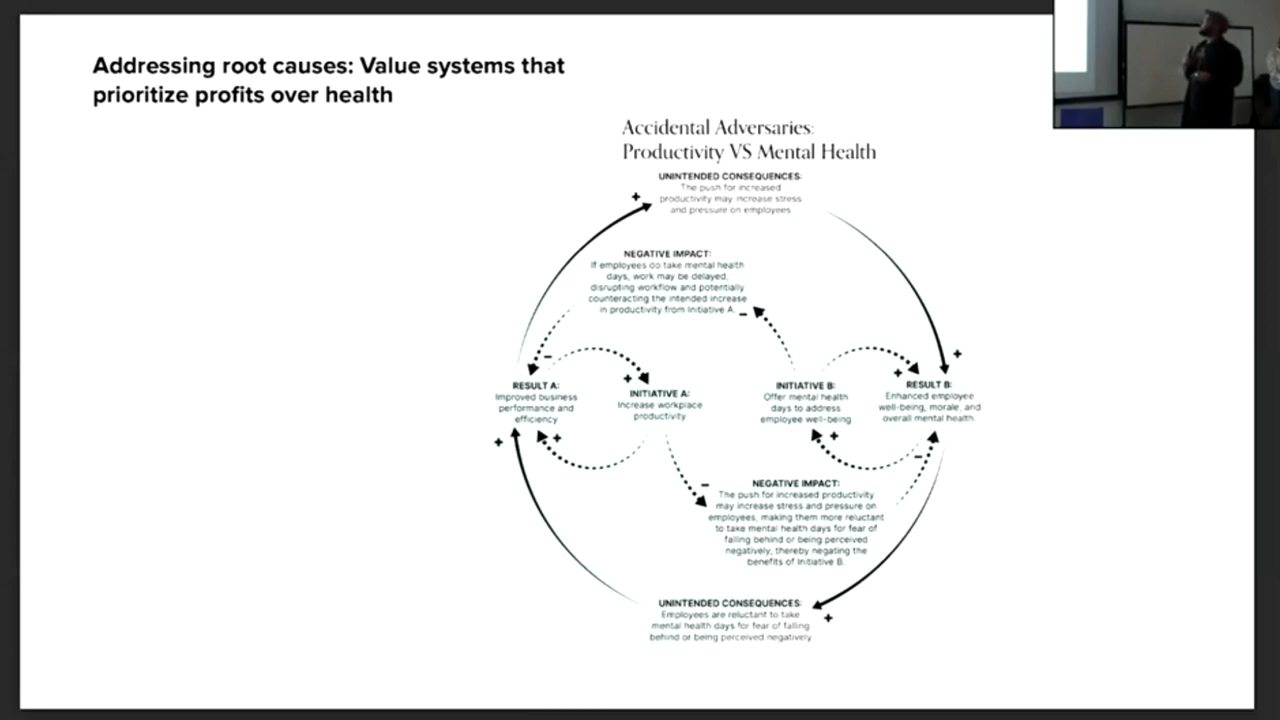 Addressing root causes: Value systems that
prioritize profits over health
Accidental Adversaries:
Productivity VS Mental Health
UNINTENDED CONSEQUENCES:
The push for increased
productivity may increase stress
and pressure on employees
+
NEGATIVE IMPACT:
If employees do take mental health
days, work may be delayed,
disrupting workflow and potentially
counteracting the intended increase
in productivity from Initiative A.
–
–
+
+
+
RESULT A:
Improved business
performance and
efficiency
INITIATIVE A:
Increase workplace
productivity
INITIATIVE B:
Offer mental health
days to address
employee well-being
RESULT B:
Enhanced employee
well-being, morale, and
overall mental health
+
+
+
–
–
NEGATIVE IMPACT:
The push for increased productivity
may increase stress and pressure on
employees, making them more reluctant
to take mental health days for fear of
falling behind or being perceived
negatively, thereby negating the
benefits of Initiative B.
UNINTENDED CONSEQUENCES:
Employees are reluctant to take
mental health days for fear of falling
behind or being perceived negatively
+